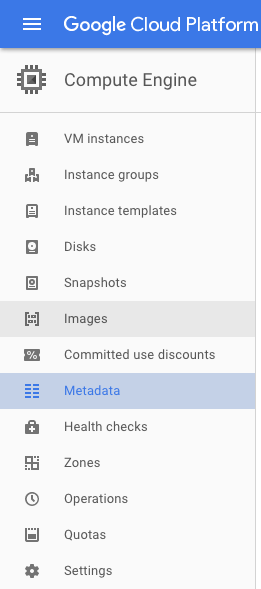 Google Cloud Platform
Compute Engine
VM instances
Instance groups
Instance templates
Disks
Snapshots
Images
Committed use discounts
Metadata
Health checks
Zones
Operations
Quotas
Settings